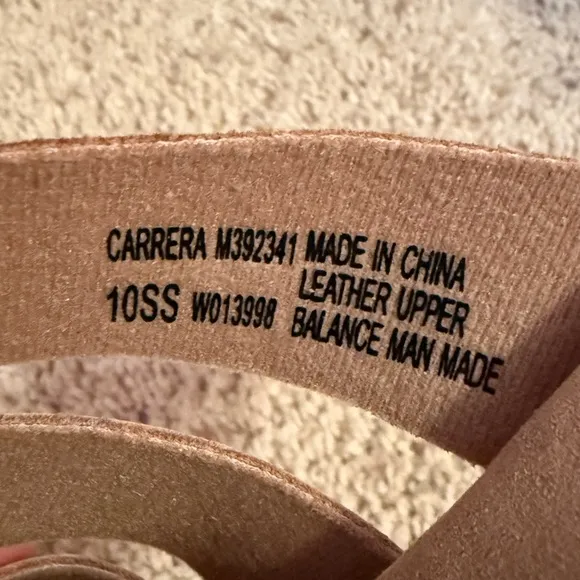 CARRERA M392341 MADE IN CHINA
LEATHER UPPER
10SS W013998 BALANCE MAN MADE